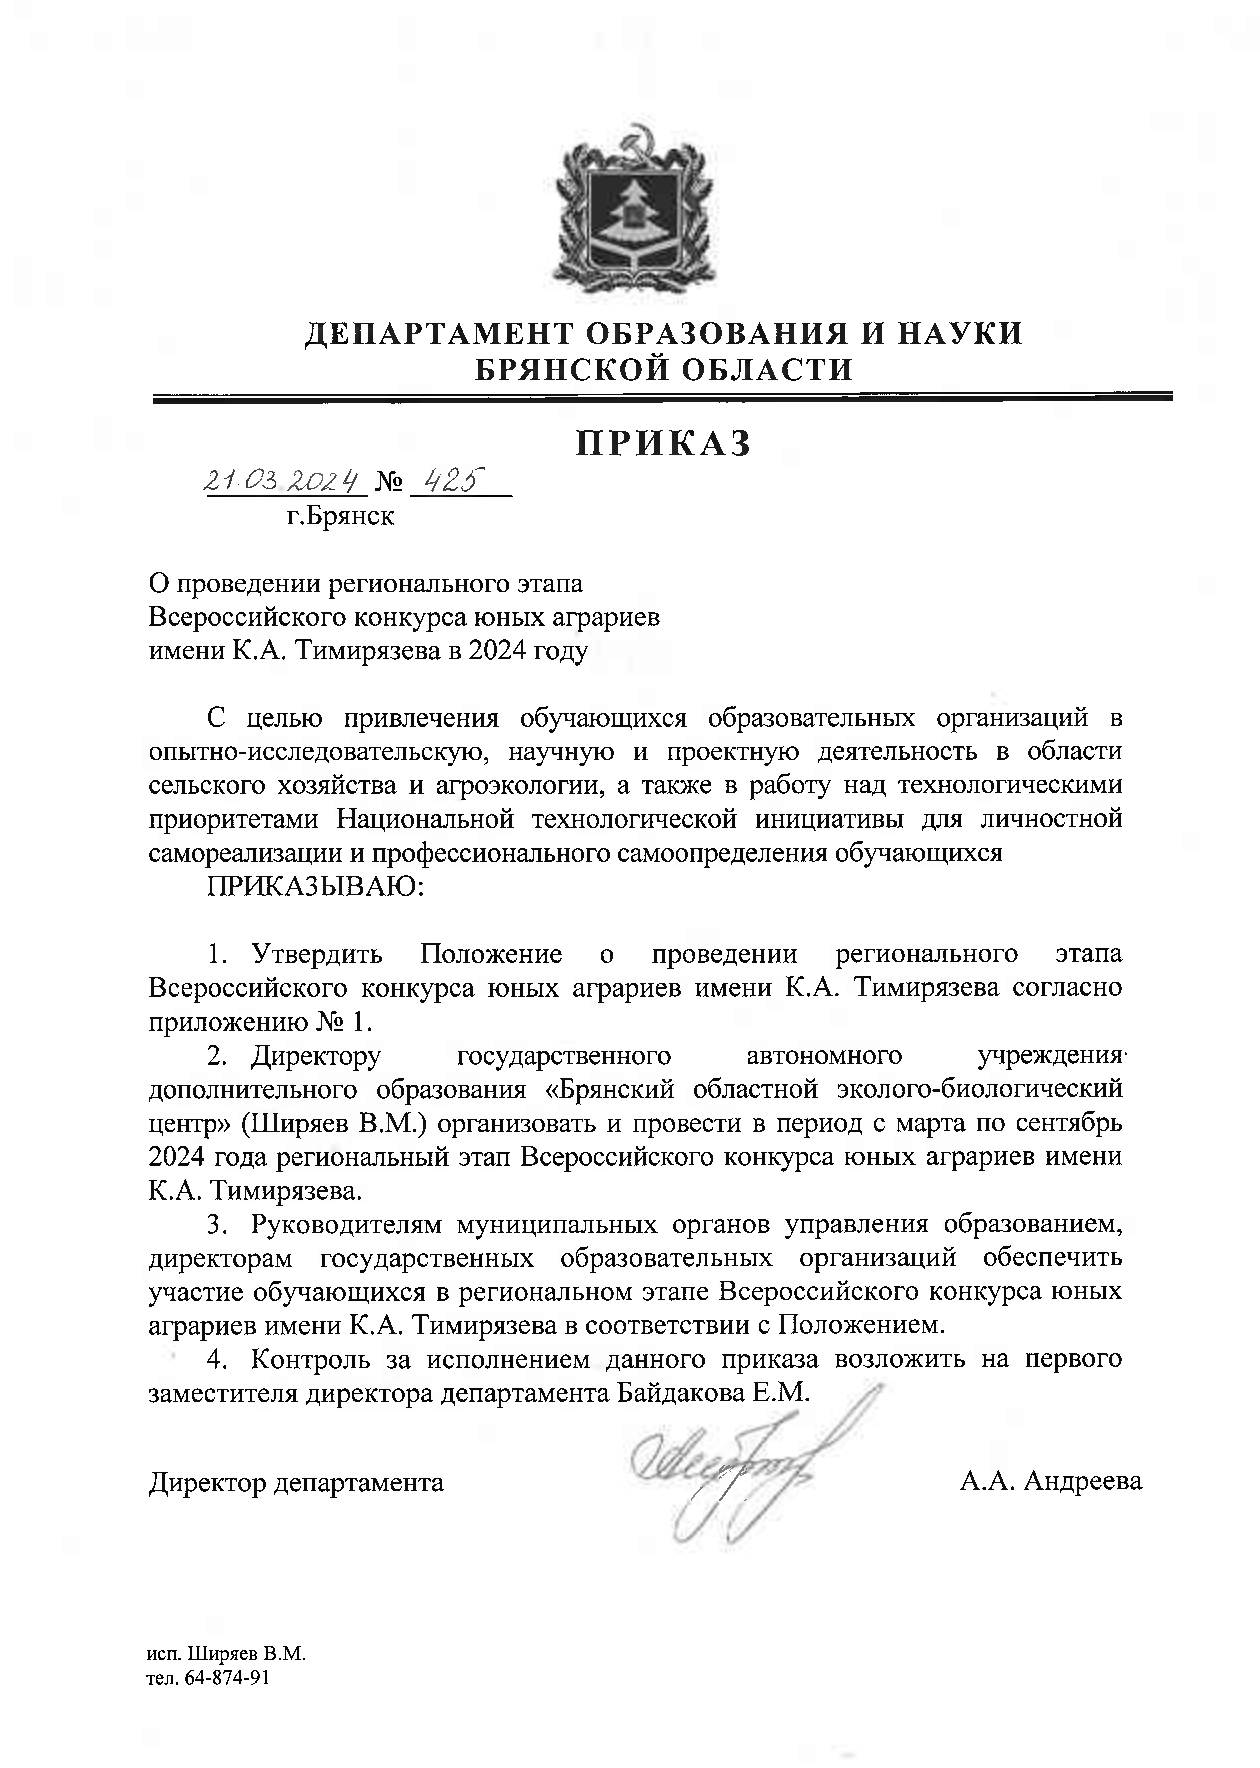 ДЕПАРТАМЕНТ ОБРАЗОВАНИЯ И НАУКИ
БРЯНСКОЙ ОБЛАСТИ
ПРИКАЗ
21.03.2024 № 425
г.Брянск
О проведении регионального этапа
Всероссийского конкурса юных аграриев
имени К.А. Тимирязева в 2024 году
С целью привлечения обучающихся образовательных организаций в
опытно-исследовательскую, научную и проектную деятельность в области
сельского хозяйства и агроэкологии, а также в работу над технологическими
приоритетами Национальной технологической инициативы для личностной
самореализации и профессионального самоопределения обучающихся
ПРИКАЗЫВАЮ:
1. Утвердить Положение о проведении регионального этапа
Всероссийского конкурса юных аграриев имени К.А. Тимирязева согласно
приложению № 1.
2. Директору государственного автономного учреждения
дополнительного образования «Брянский областной эколого-биологический
центр» (Ширяев В.М.) организовать и провести в период с марта по сентябрь
2024 года региональный этап Всероссийского конкурса юных аграриев имени
К.А. Тимирязева.
3. Руководителям муниципальных органов управления образованием,
директорам государственных образовательных организаций обеспечить
участие обучающихся в региональном этапе Всероссийского конкурса юных
аграриев имени К.А. Тимирязева в соответствии с Положением.
4. Контроль за исполнением данного приказа возложить на первого
заместителя директора департамента Байдакова Е.М.
Директор департамента А.А. Андреева
исп. Ширяев В.М.
тел. 64-874-91